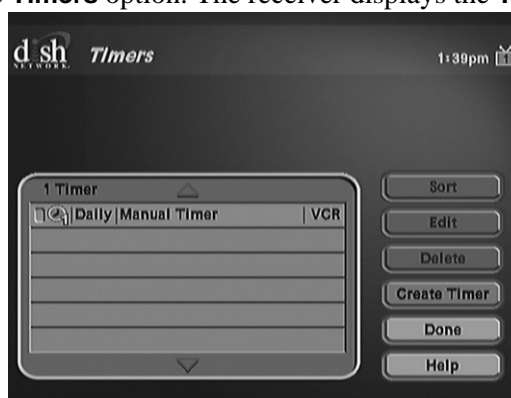 Timers option. The receiver displays the
dish
NETWORK.
Timers
1:39pm
1 Timer
Daily Manual Timer VCR
Sort
Edit
Delete
Create Timer
Done
Help